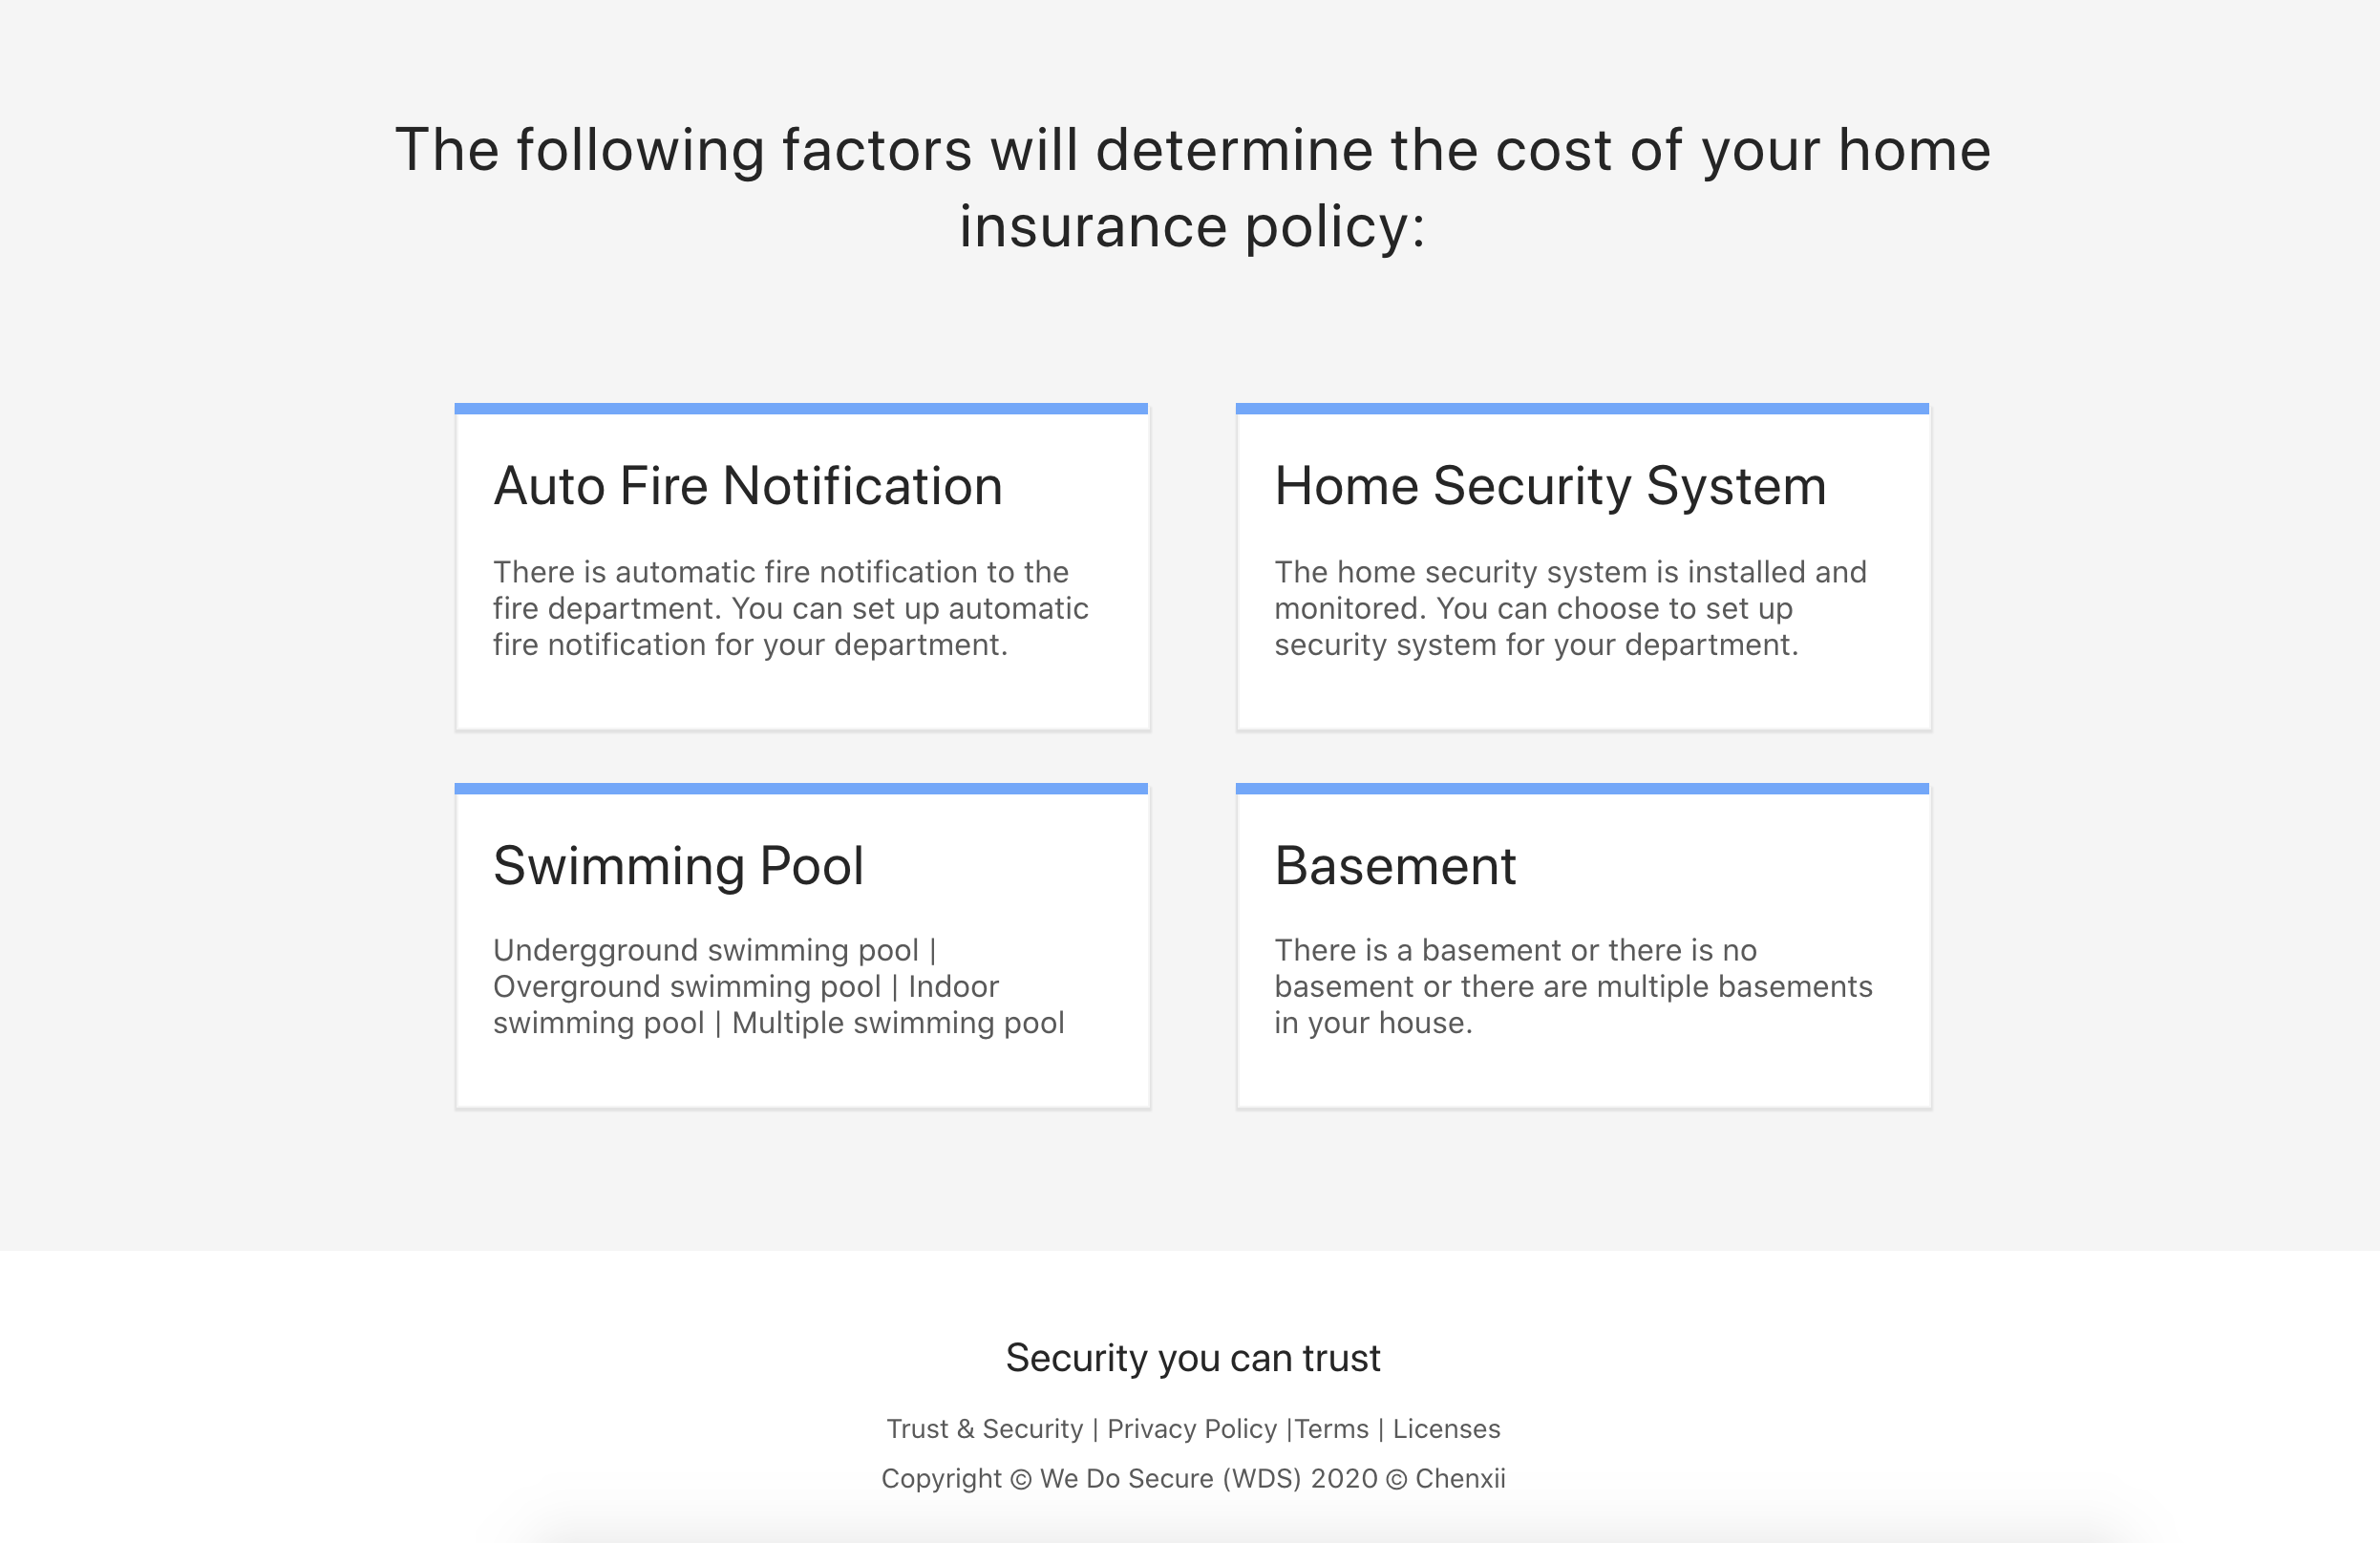 The following factors will determine the cost of your home
insurance policy:
Auto Fire Notification
There is automatic fire notification to the
fire department. You can set up automatic
fire notification for your department.
Home Security System
The home security system is installed and
monitored. You can choose to set up
security system for your department.
Swimming Pool
Undergground swimming pool |
Overground swimming pool | Indoor
swimming pool | Multiple swimming pool
Basement
There is a basement or there is no
basement or there are multiple basements
in your house.
Security you can trust
Trust & Security | Privacy Policy |Terms | Licenses
Copyright © We Do Secure (WDS) 2020 © Chenxii